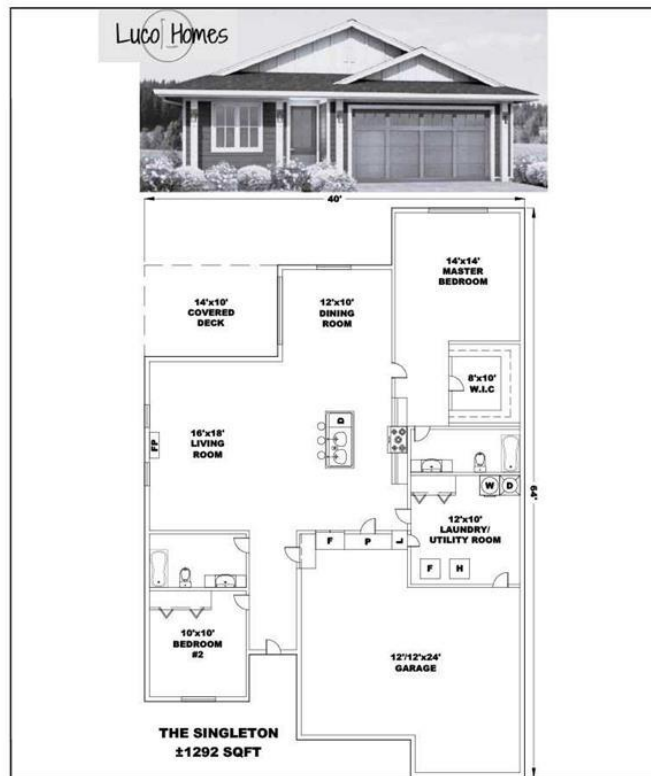 Luco Homes
40'
14'x14'
MASTER
BEDROOM
14'x10'
COVERED
DECK
12'x10'
DINING
ROOM
8'x10'
W.I.C
16'x18'
LIVING
ROOM
FP
D
W
D
64'
12'x10'
LAUNDRY/
UTILITY ROOM
F
P
L
F
H
10'x10'
BEDROOM
#2
12'/12'x24'
GARAGE
THE SINGLETON
±1292 SQFT